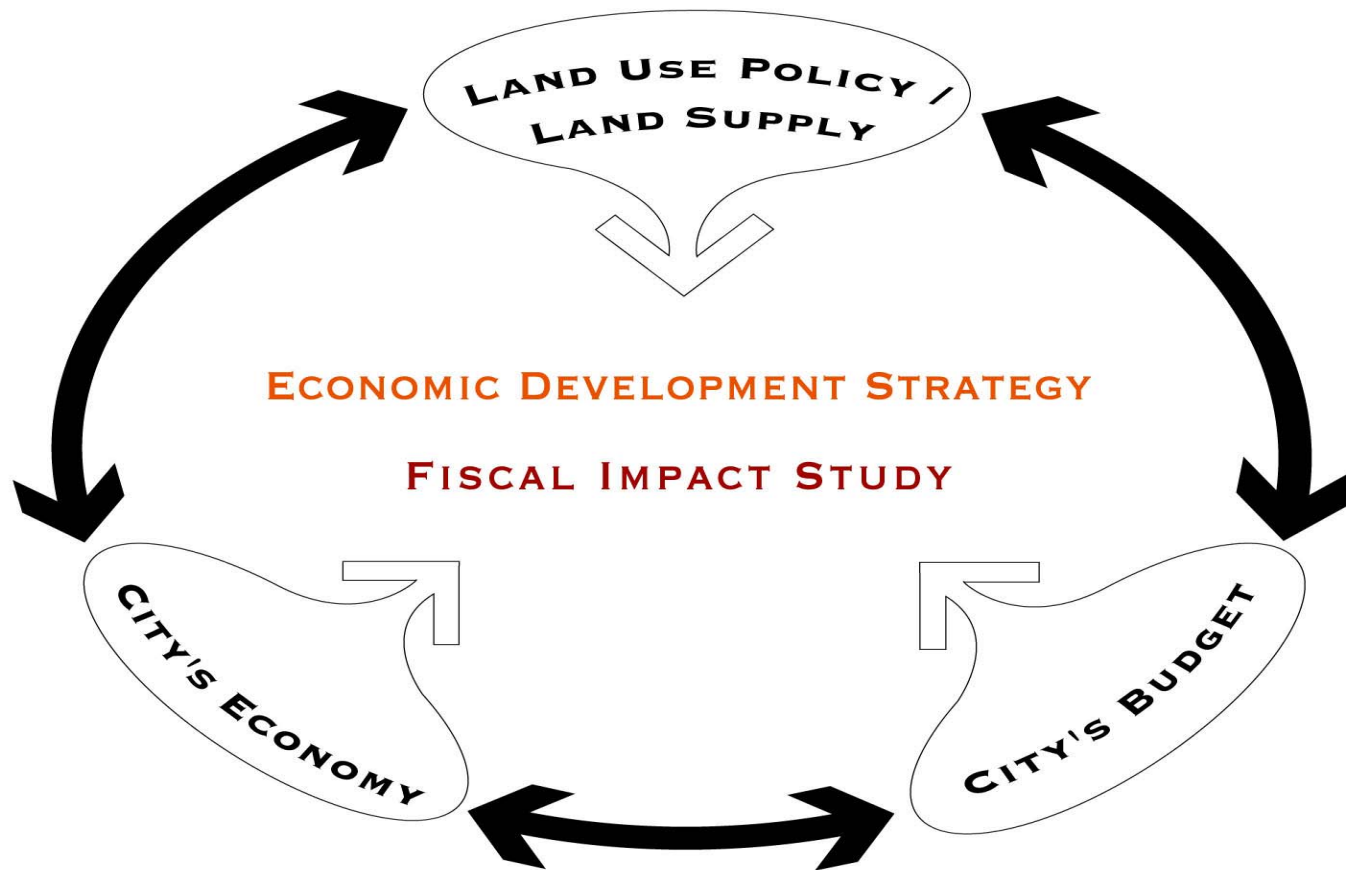 Land Use Policy /
Land Supply
Economic Development Strategy
Fiscal Impact Study
City's Economy
City's Budget